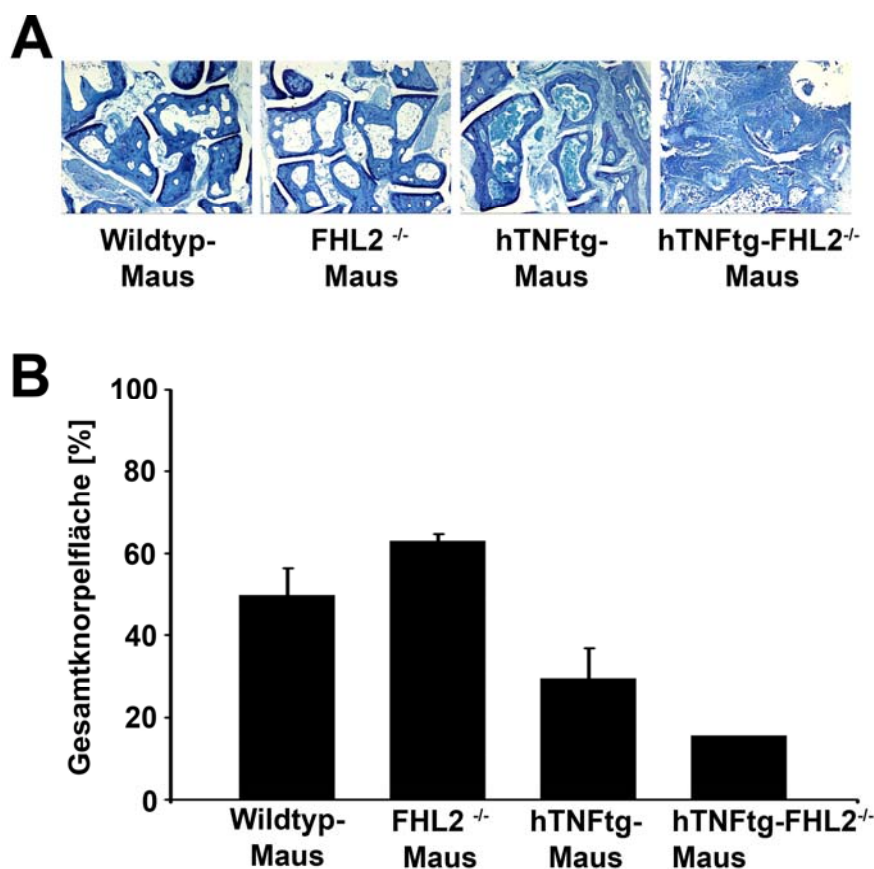 A
Wildtyp-
Maus
FHL2 -/-
Maus
hTNFtg-
Maus
hTNFtg-FHL2-/-
Maus
B
Gesamtknorpelfläche [%]
100
80
60
40
20
0
Wildtyp-
Maus
FHL2 -/-
Maus
hTNFtg-
Maus
hTNFtg-FHL2-/-
Maus